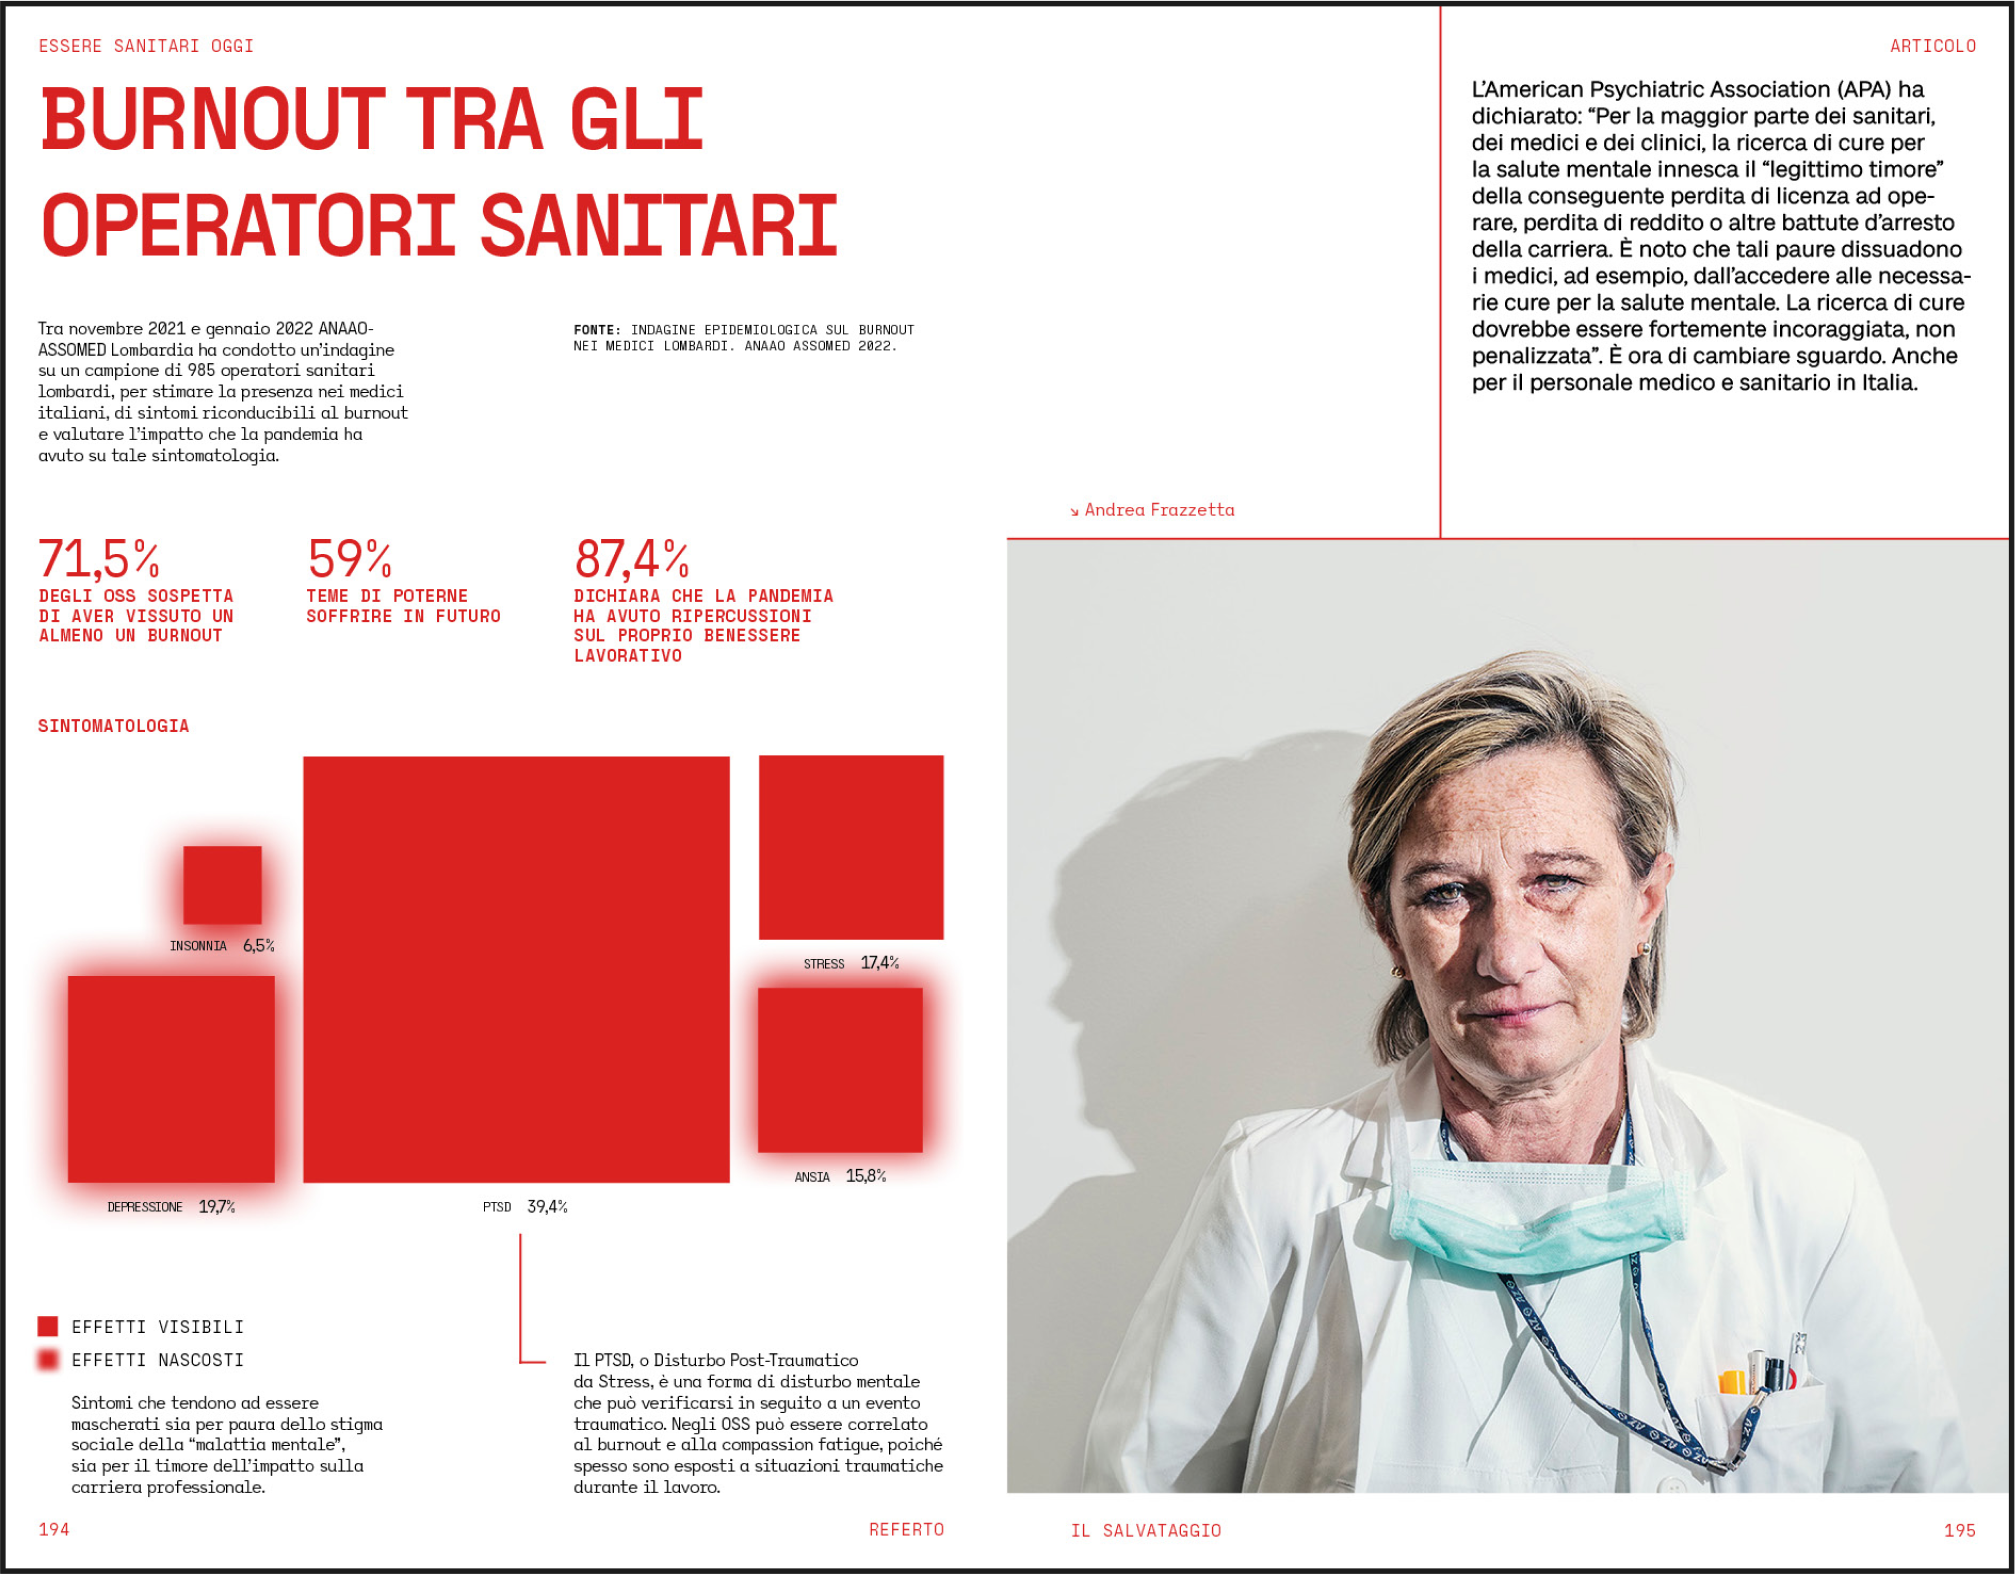 ESSERE SANITARI OGGI
BURNOUT TRA GLI
OPERATORI SANITARI
Tra novembre 2021 e gennaio 2022 ANAAO-
ASSOMED Lombardia ha condotto un'indagine
su un campione di 985 operatori sanitari
lombardi, per stimare la presenza nei medici
italiani, di sintomi riconducibili al burnout
e valutare l'impatto che la pandemia ha
avuto su tale sintomatologia.
FONTE: INDAGINE EPIDEMIOLOGICA SUL BURNOUT
NEI MEDICI LOMBARDI. ANAAO ASSOMED 2022.
71,5%
DEGLI OSS SOSPETTA
DI AVER VISSUTO UN
ALMENO UN BURNOUT
59%
TEME DI POTERNE
SOFFRIRE IN FUTURO
87,4%
DICHIARA CHE LA PANDEMIA
HA AVUTO RIPERCUSSIONI
SUL PROPRIO BENESSERE
LAVORATIVO
SINTOMATOLOGIA
INSONNIA 6,5%
STRESS 17,4%
ANSIA 15,8%
DEPRESSIONE 19,7%
PTSD 39,4%
EFFETTI VISIBILI
EFFETTI NASCOSTI
Sintomi che tendono ad essere
mascherati sia per paura dello stigma
sociale della “malattia mentale”,
sia per il timore dell'impatto sulla
carriera professionale.
Il PTSD, o Disturbo Post-Traumatico
da Stress, è una forma di disturbo mentale
che può verificarsi in seguito a un evento
traumatico. Negli OSS può essere correlato
al burnout e alla compassion fatigue, poiché
spesso sono esposti a situazioni traumatiche
durante il lavoro.
194
REFERTO
ARTICOLO
L'American Psychiatric Association (APA) ha
dichiarato: “Per la maggior parte dei sanitari,
dei medici e dei clinici, la ricerca di cure per
la salute mentale innesca il “legittimo timore”
della conseguente perdita di licenza ad ope-
rare, perdita di reddito o altre battute d'arresto
della carriera. È noto che tali paure dissuadono
i medici, ad esempio, dall'accedere alle necessa-
rie cure per la salute mentale. La ricerca di cure
dovrebbe essere fortemente incoraggiata, non
penalizzata”. È ora di cambiare sguardo. Anche
per il personale medico e sanitario in Italia.
↘ Andrea Frazzetta
IL SALVATAGGIO
195